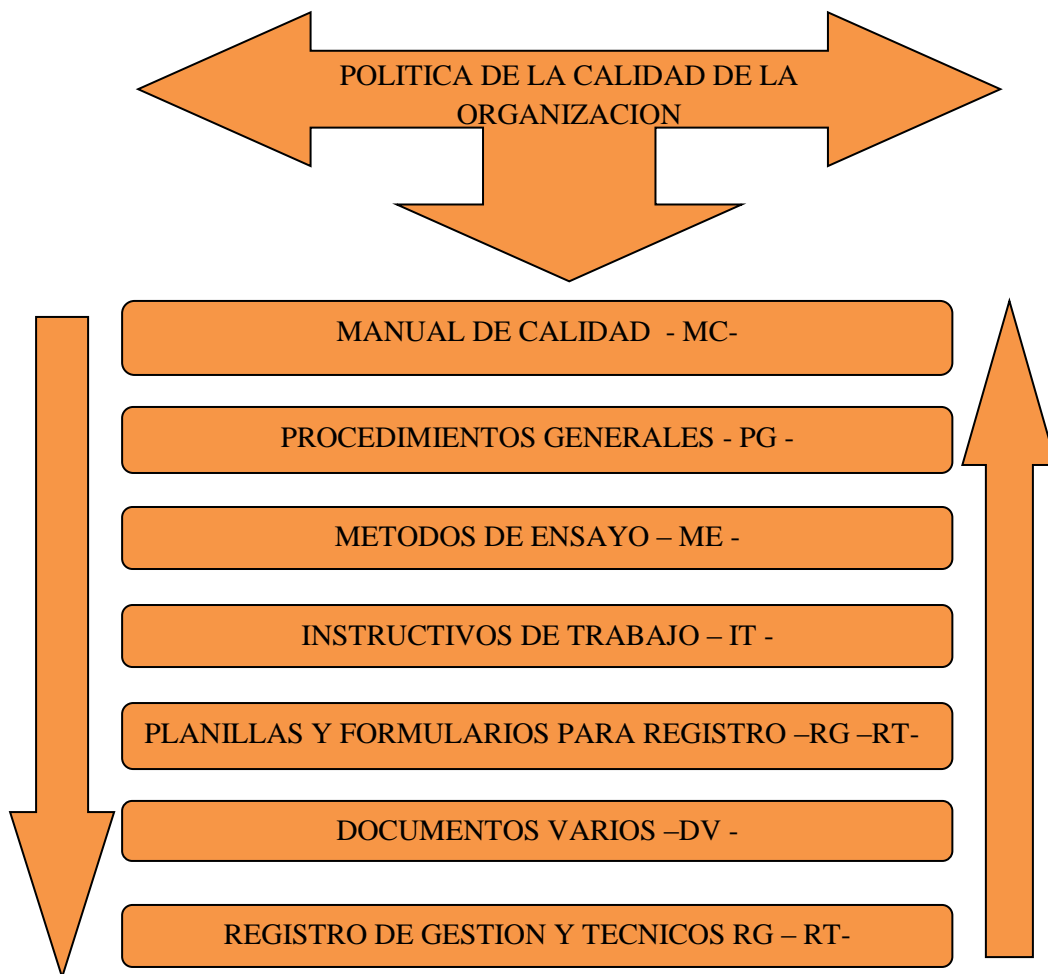 POLITICA DE LA CALIDAD DE LA
ORGANIZACION
MANUAL DE CALIDAD - MC-
PROCEDIMIENTOS GENERALES - PG -
METODOS DE ENSAYO – ME -
INSTRUCTIVOS DE TRABAJO – IT -
PLANILLAS Y FORMULARIOS PARA REGISTRO –RG –RT-
DOCUMENTOS VARIOS –DV -
REGISTRO DE GESTION Y TECNICOS RG – RT-